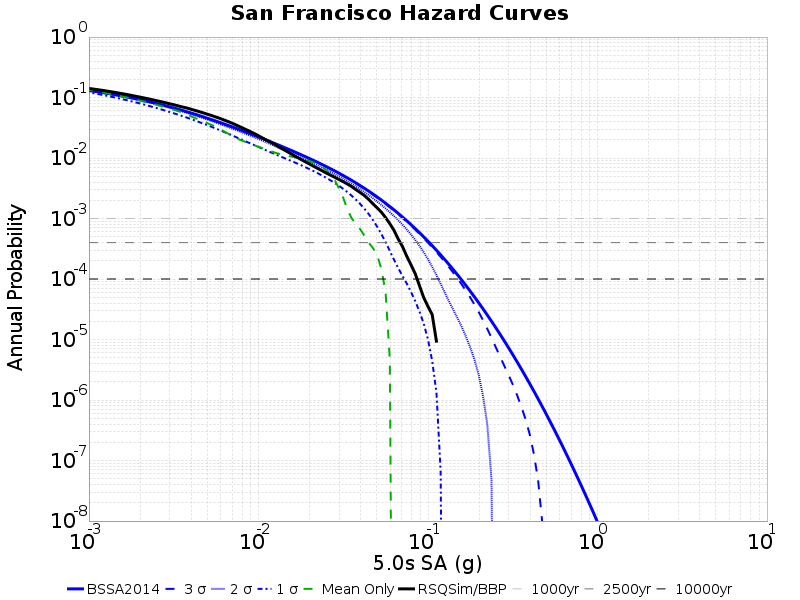 San Francisco Hazard Curves
10^0
10^-1
10^-2
10^-3
10^-4
10^-5
10^-6
10^-7
10^-8
Annual Probability
10^-3 10^-2 10^-1 10^0 10^1
5.0s SA (g)
BSSA2014 3 σ 2 σ 1 σ Mean Only RSQSim/BBP 1000yr 2500yr 10000yr